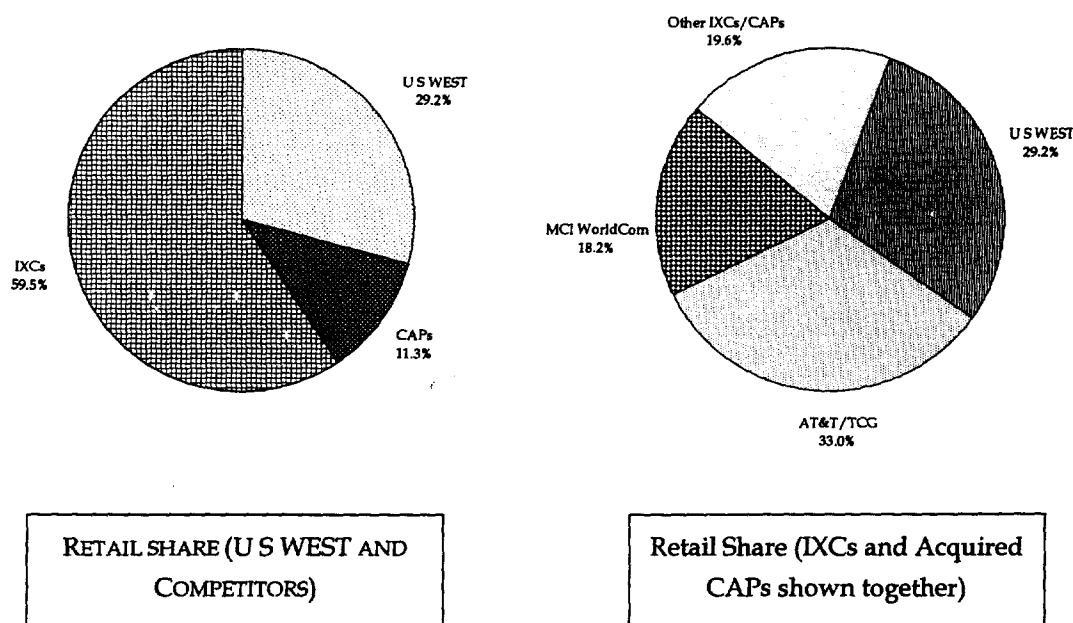 U S WEST
29.2%
CAPs
11.3%
IXCs
59.5%
RETAIL SHARE (U S WEST AND
COMPETITORS)
Other IXCs/CAPs
19.6%
U S WEST
29.2%
MCI WorldCom
18.2%
AT&T/TCG
33.0%
Retail Share (IXCs and Acquired
CAPs shown together)